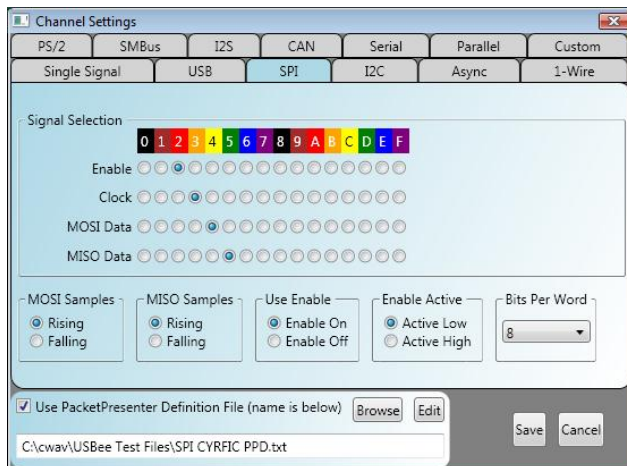 Channel Settings
PS/2 SMBus I2S CAN Serial Parallel Custom
Single Signal USB SPI I2C Async 1-Wire
Signal Selection
0 1 2 3 4 5 6 7 8 9 A B C D E F
Enable
Clock
MOSI Data
MISO Data
MOSI Samples MISO Samples Use Enable Enable Active Bits Per Word
Rising Rising Enable On Active Low 8
Falling Falling Enable Off Active High
Use PacketPresenter Definition File (name is below) Browse Edit
Save Cancel
C:\cwav\USBee Test Files\SPI CYRFIC PPD.txt